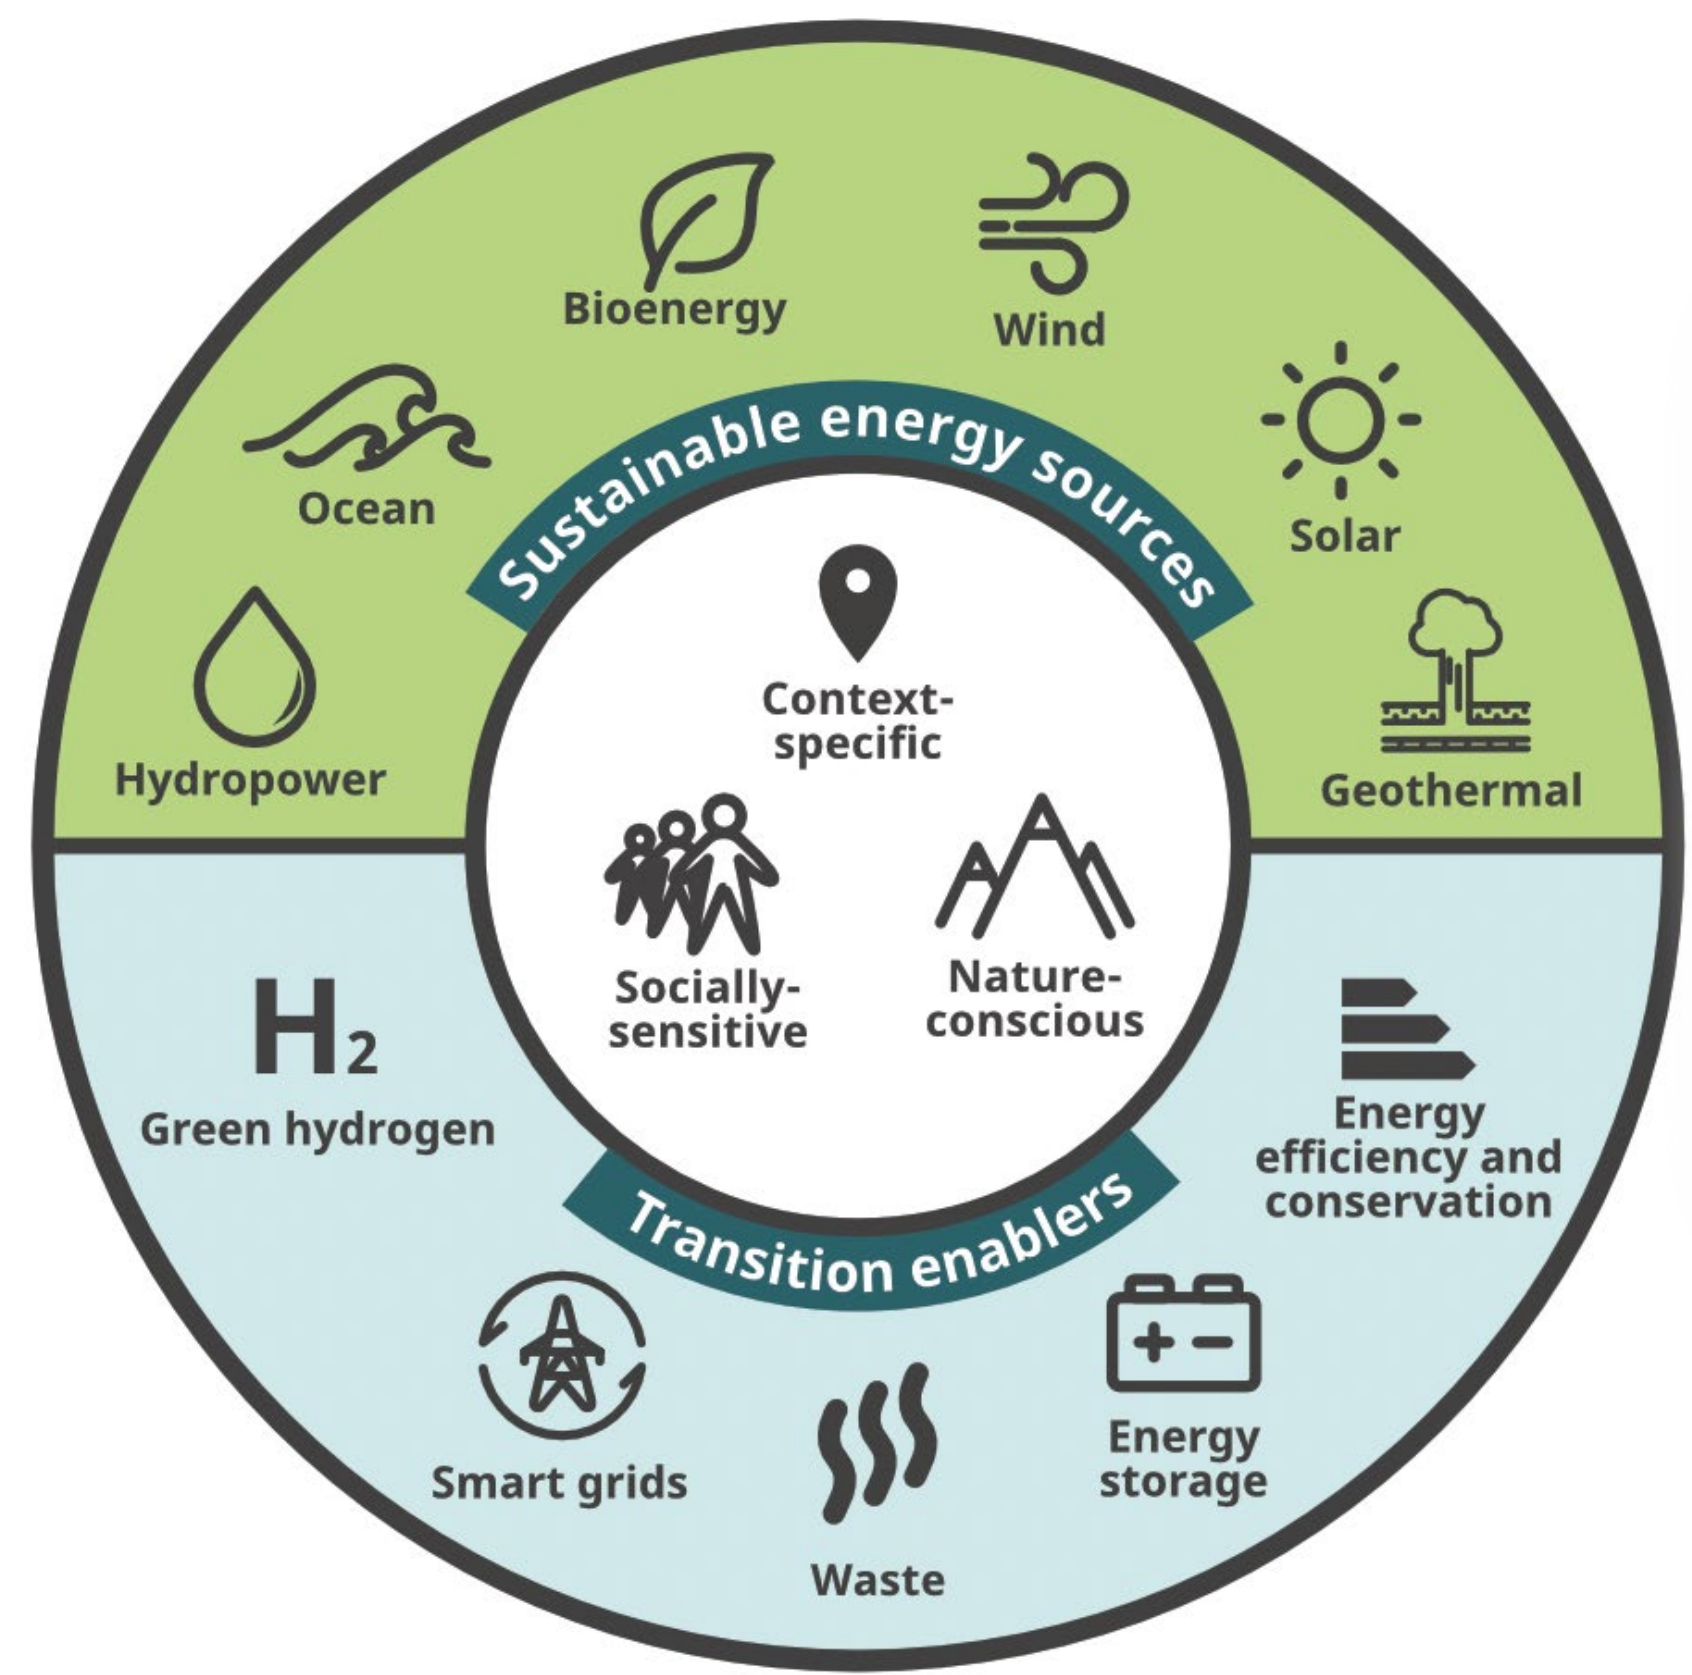 Bioenergy
Wind
Ocean
Solar
Hydropower
Geothermal
Sustainable energy sources
Context-
specific
Socially-
sensitive
Nature-
conscious
Transition enablers
H2
Green hydrogen
Energy
efficiency and
conservation
Smart grids
Waste
+ −
Energy
storage